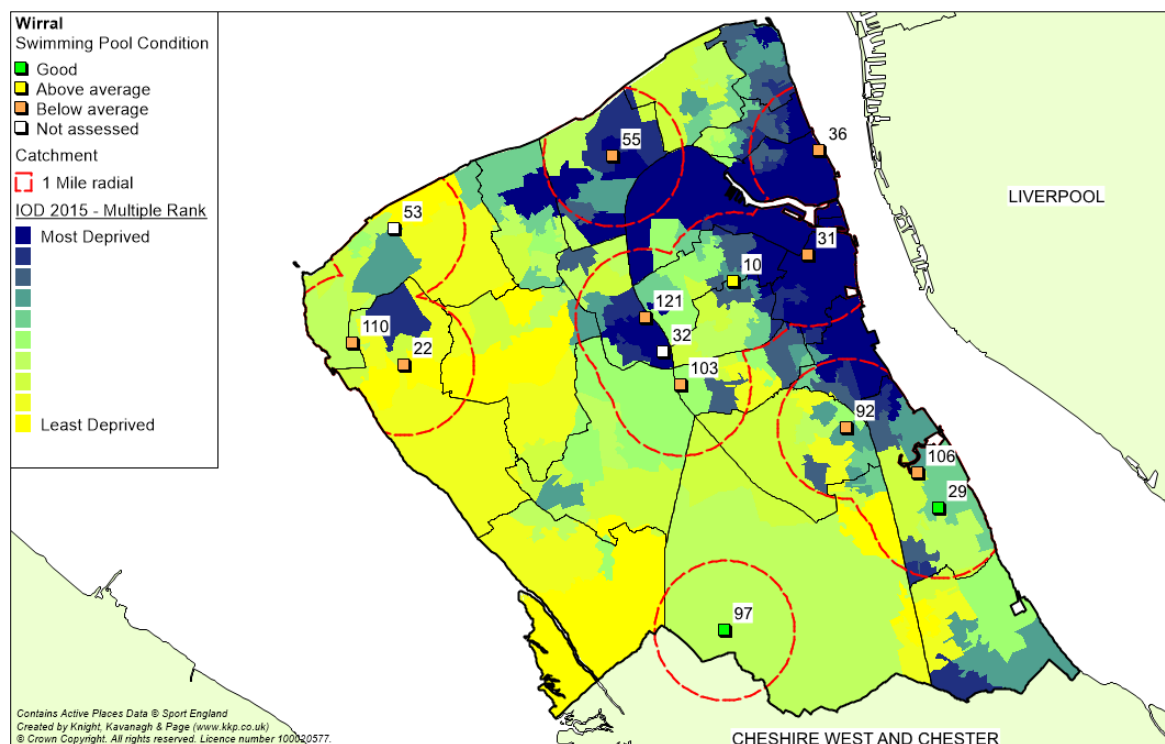 Wirral
Swimming Pool Condition
Good
Above average
Below average
Not assessed
Catchment
1 Mile radial
IOD 2015 - Multiple Rank
Most Deprived
Least Deprived
36
55
LIVERPOOL
53
31
10
121
110
32
22
103
92
106
29
97
Contains Active Places Data © Sport England
Created by Knight, Kavanagh & Page (www.kkp.co.uk)
© Crown Copyright. All rights reserved. Licence number 100020577.
CHESHIRE WEST AND CHESTER